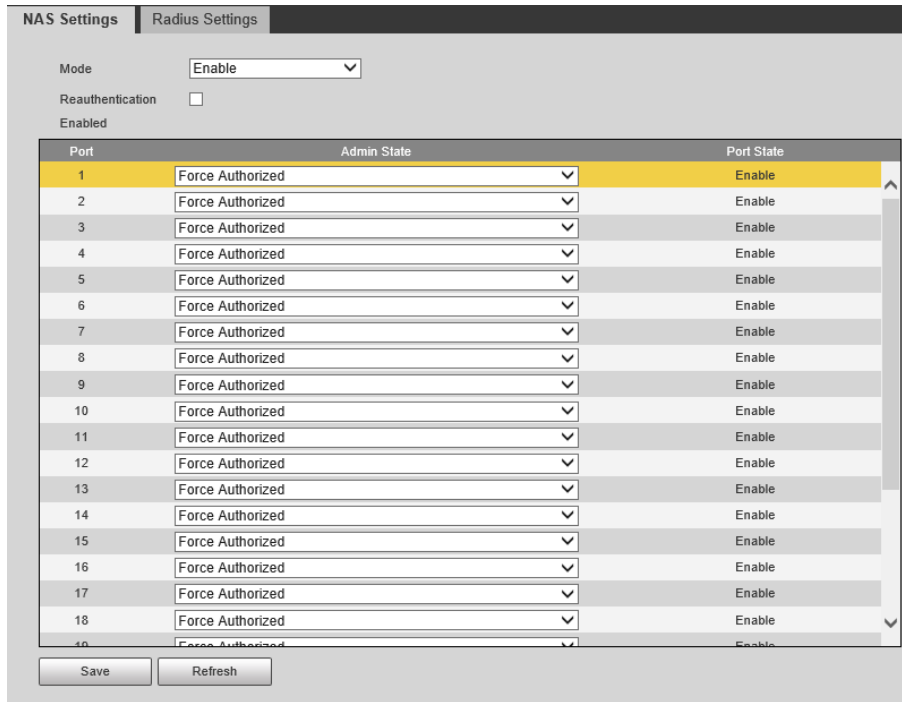 NAS Settings Radius Settings
Mode Enable
Reauthentication
Enabled
Port Admin State Port State
1 Force Authorized Enable
2 Force Authorized Enable
3 Force Authorized Enable
4 Force Authorized Enable
5 Force Authorized Enable
6 Force Authorized Enable
7 Force Authorized Enable
8 Force Authorized Enable
9 Force Authorized Enable
10 Force Authorized Enable
11 Force Authorized Enable
12 Force Authorized Enable
13 Force Authorized Enable
14 Force Authorized Enable
15 Force Authorized Enable
16 Force Authorized Enable
17 Force Authorized Enable
18 Force Authorized Enable
19 Force Authorized Enable
Save Refresh